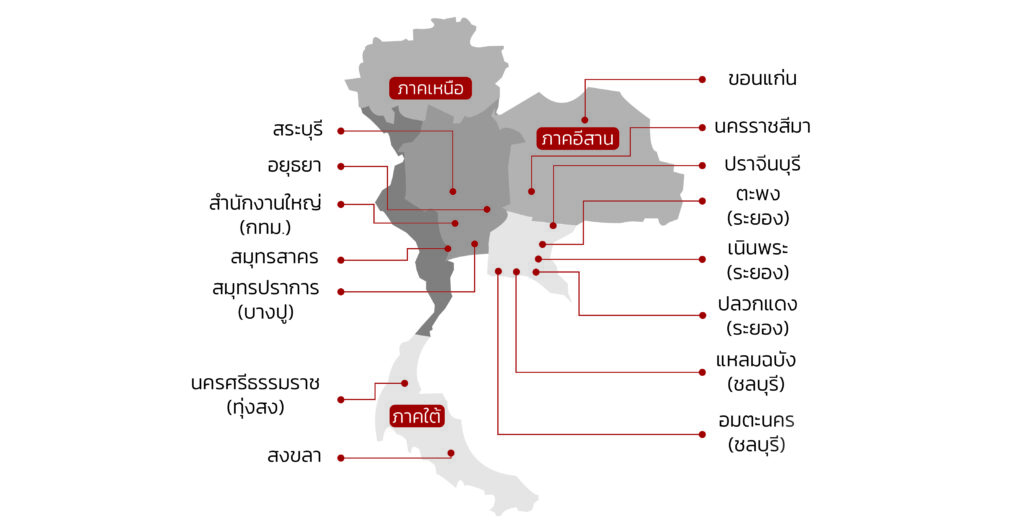 ภาคเหนือ
ภาคอีสาน
ภาคใต้
สระบุรี
อยุธยา
สำนักงานใหญ่
(กทม.)
สมุทรสาคร
สมุทรปราการ
(บางปู)
นครศรีธรรมราช
(ทุ่งสง)
สงขลา
ขอนแก่น
นครราชสีมา
ปราจีนบุรี
ตะพง
(ระยอง)
เนินพระ
(ระยอง)
ปลวกแดง
(ระยอง)
แหลมฉบัง
(ชลบุรี)
อมตะนคร
(ชลบุรี)